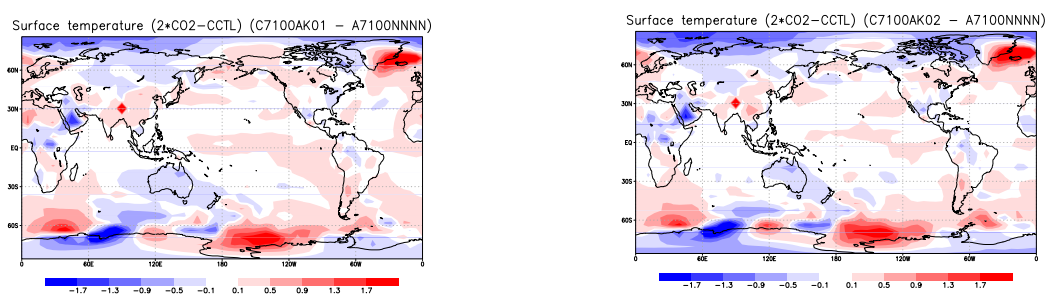 Surface temperature (2*CO2-CCTL) (C7100AK01 - A7100NNNN)
60N
30N
EQ
30S
60S
0 60E 120E 180 120W 60W 0
-1.7 -1.3 -0.9 -0.5 -0.1 0.1 0.5 0.9 1.3 1.7
Surface temperature (2*CO2-CCTL) (C7100AK02 - A7100NNNN)
60N
30N
EQ
30S
60S
0 60E 120E 180 120W 60W 0
-1.7 -1.3 -0.9 -0.5 -0.1 0.1 0.5 0.9 1.3 1.7